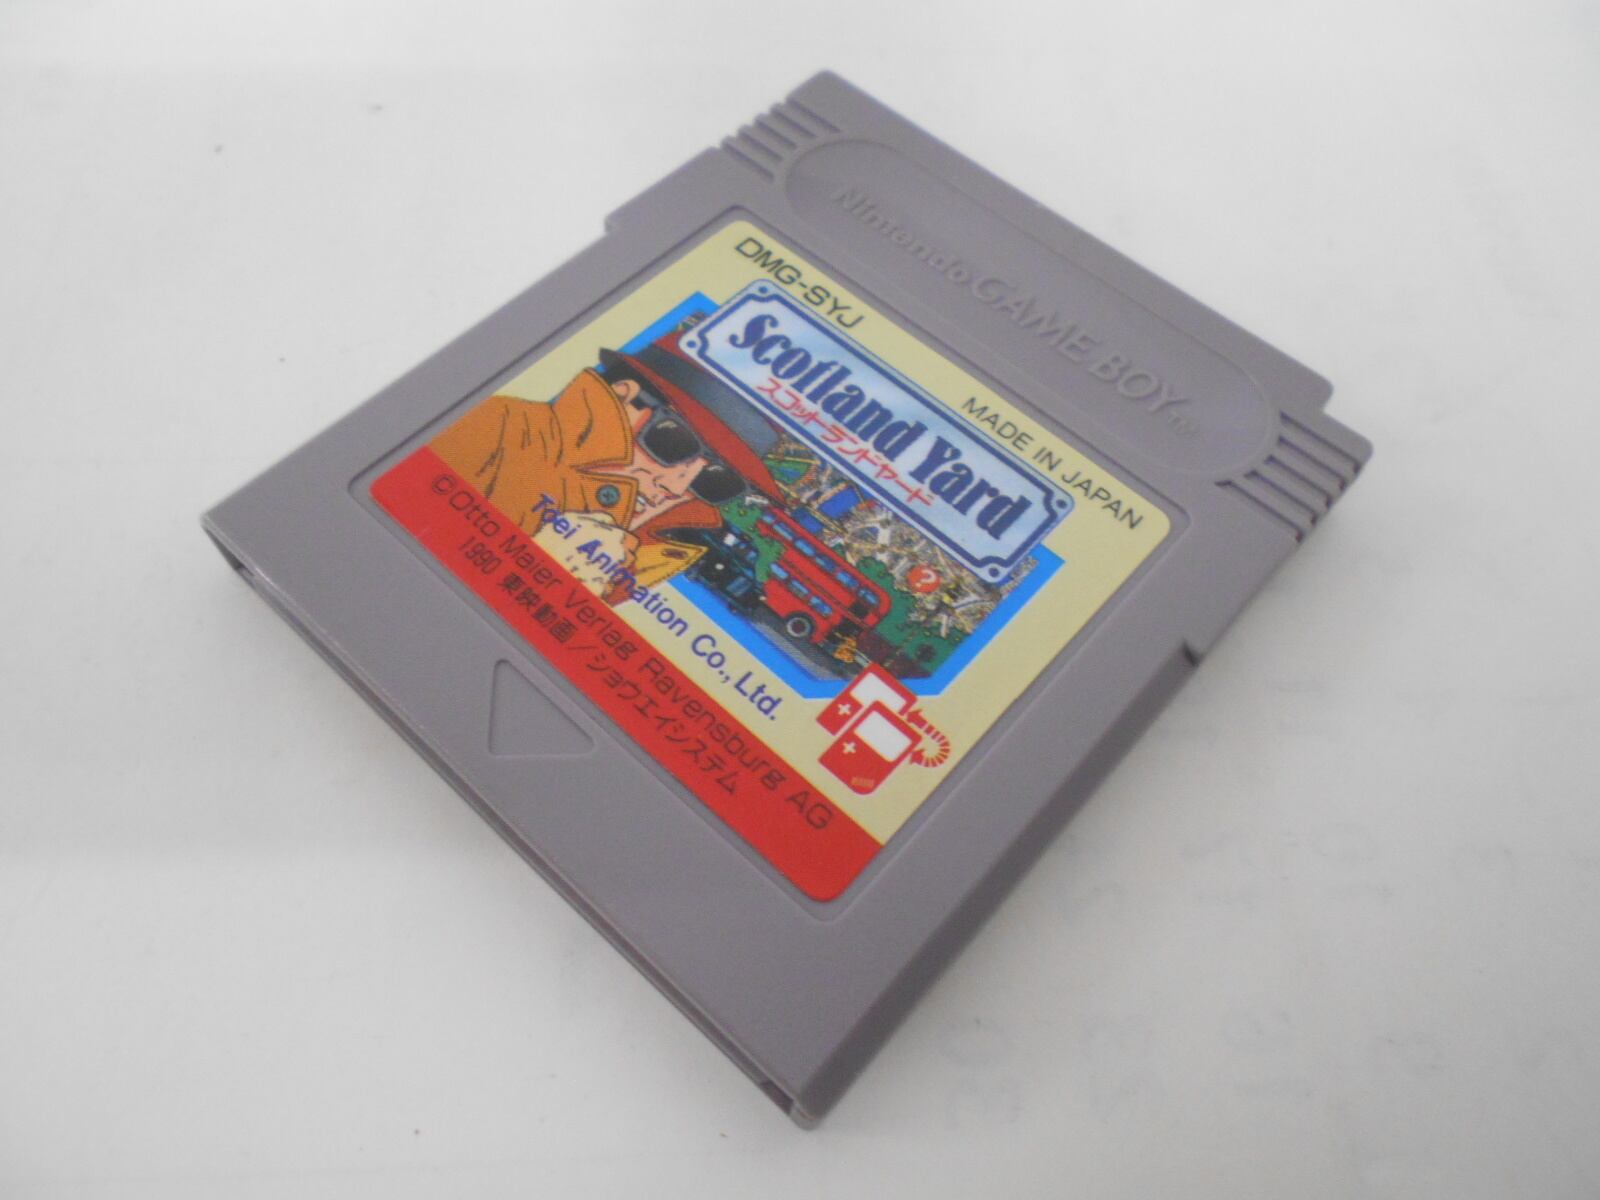 Nintendo GAME BOY™
DMG-SYJ
MADE IN JAPAN
Scotland Yard
スコットランドヤード
?
Toei Animation Co., Ltd.
©Otto Maier Verlag Ravensburg AG
1990 東映動画/ショウエイシステム